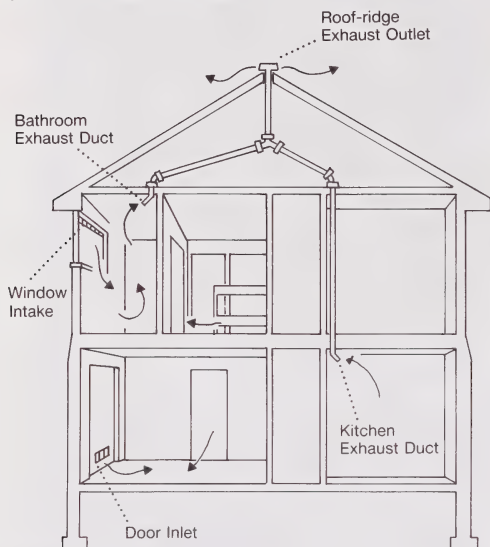 Roof-ridge
Exhaust Outlet
Bathroom
Exhaust Duct
Window
Intake
Kitchen
Exhaust Duct
Door Inlet